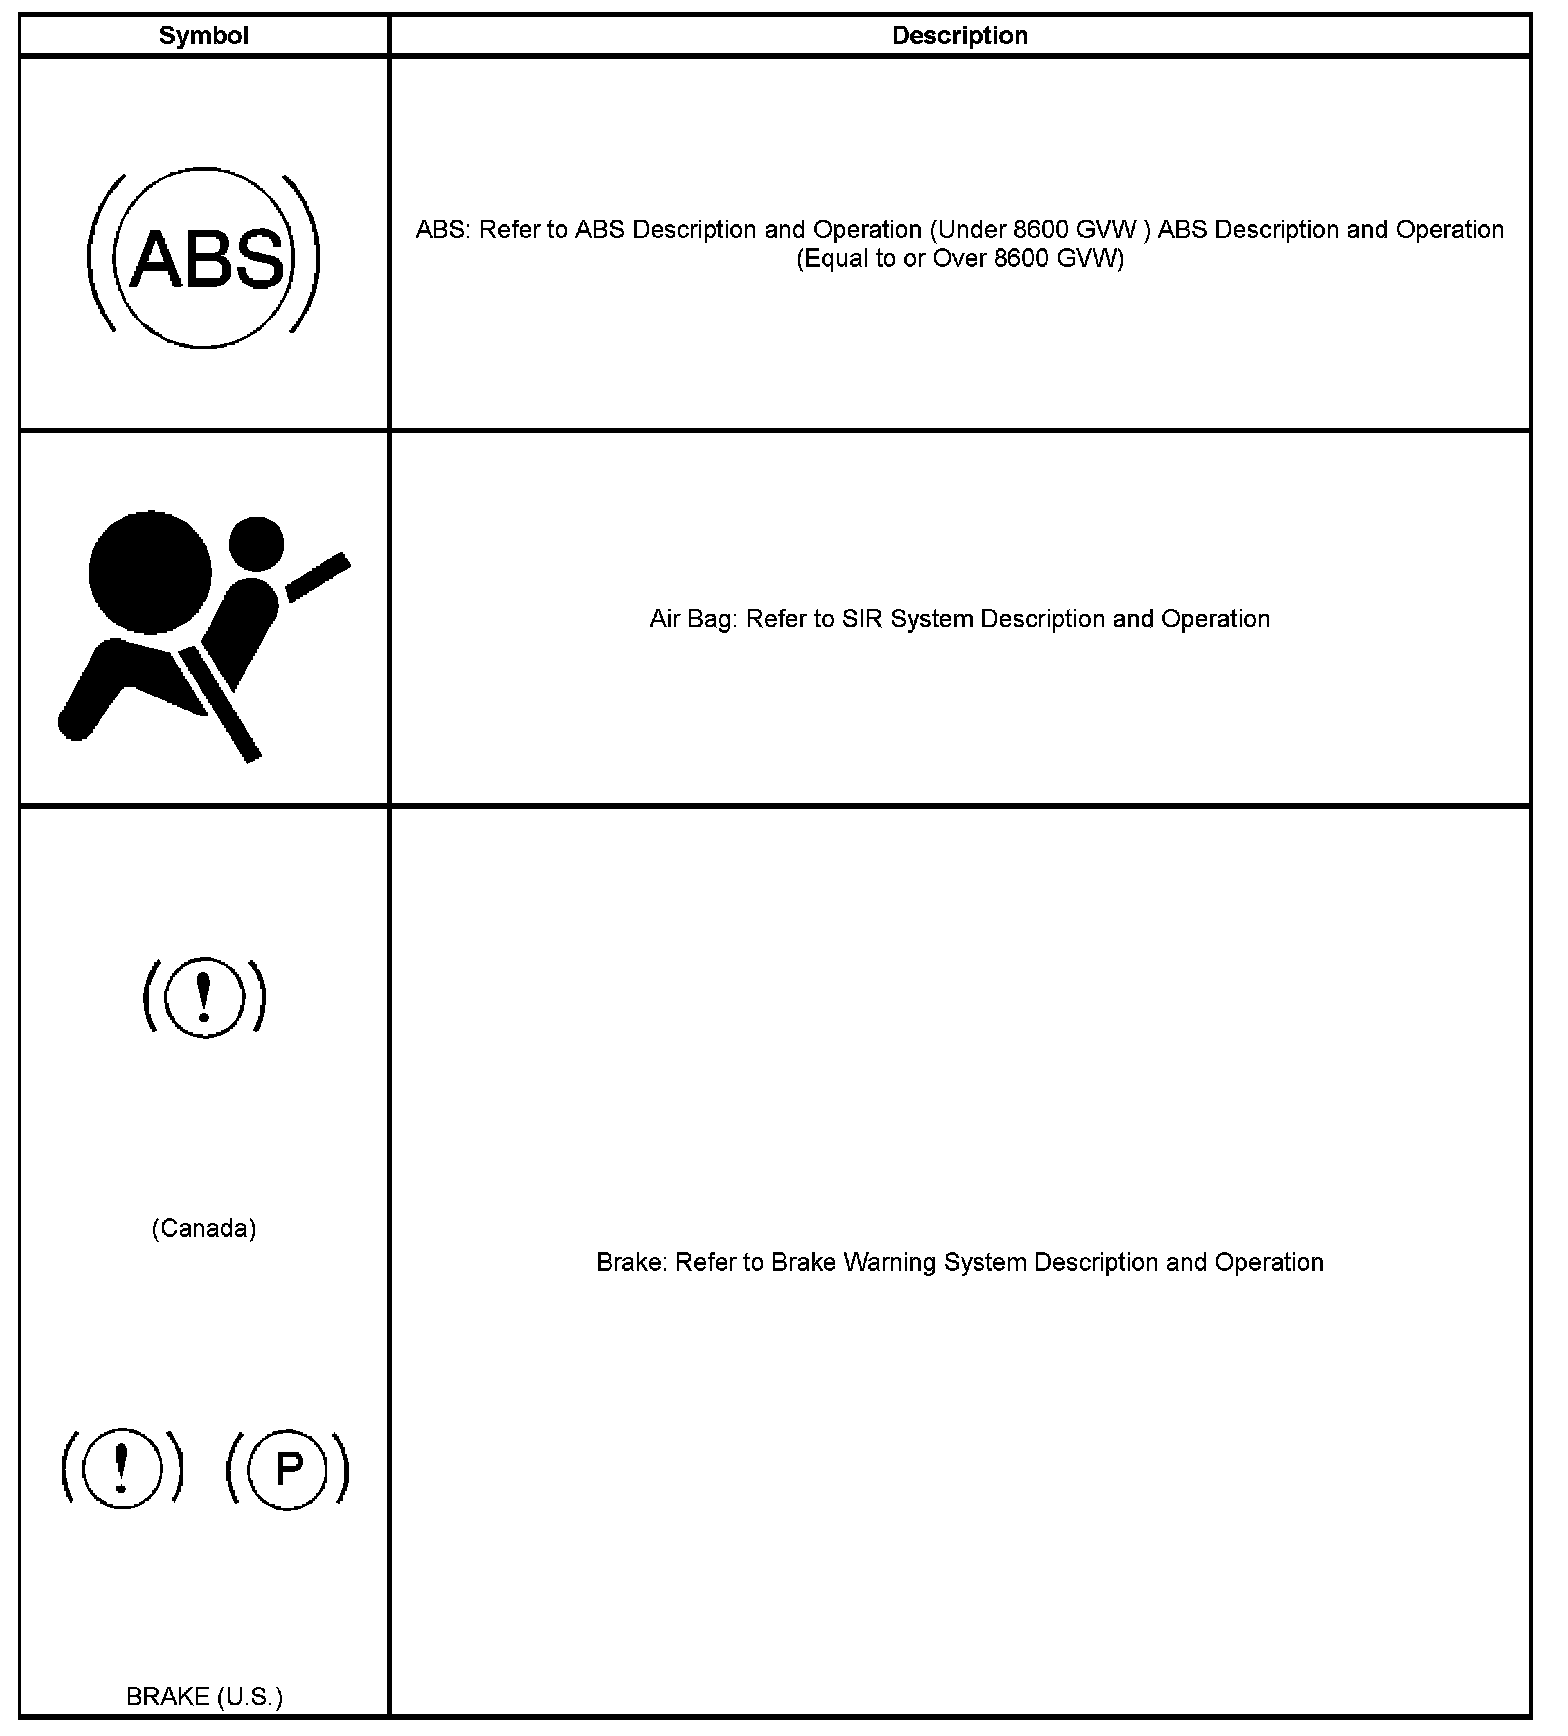 Symbol
Description
ABS
ABS: Refer to ABS Description and Operation (Under 8600 GVW ) ABS Description and Operation
(Equal to or Over 8600 GVW)
Air Bag: Refer to SIR System Description and Operation
!
(Canada)
! P
BRAKE (U.S.)
Brake: Refer to Brake Warning System Description and Operation